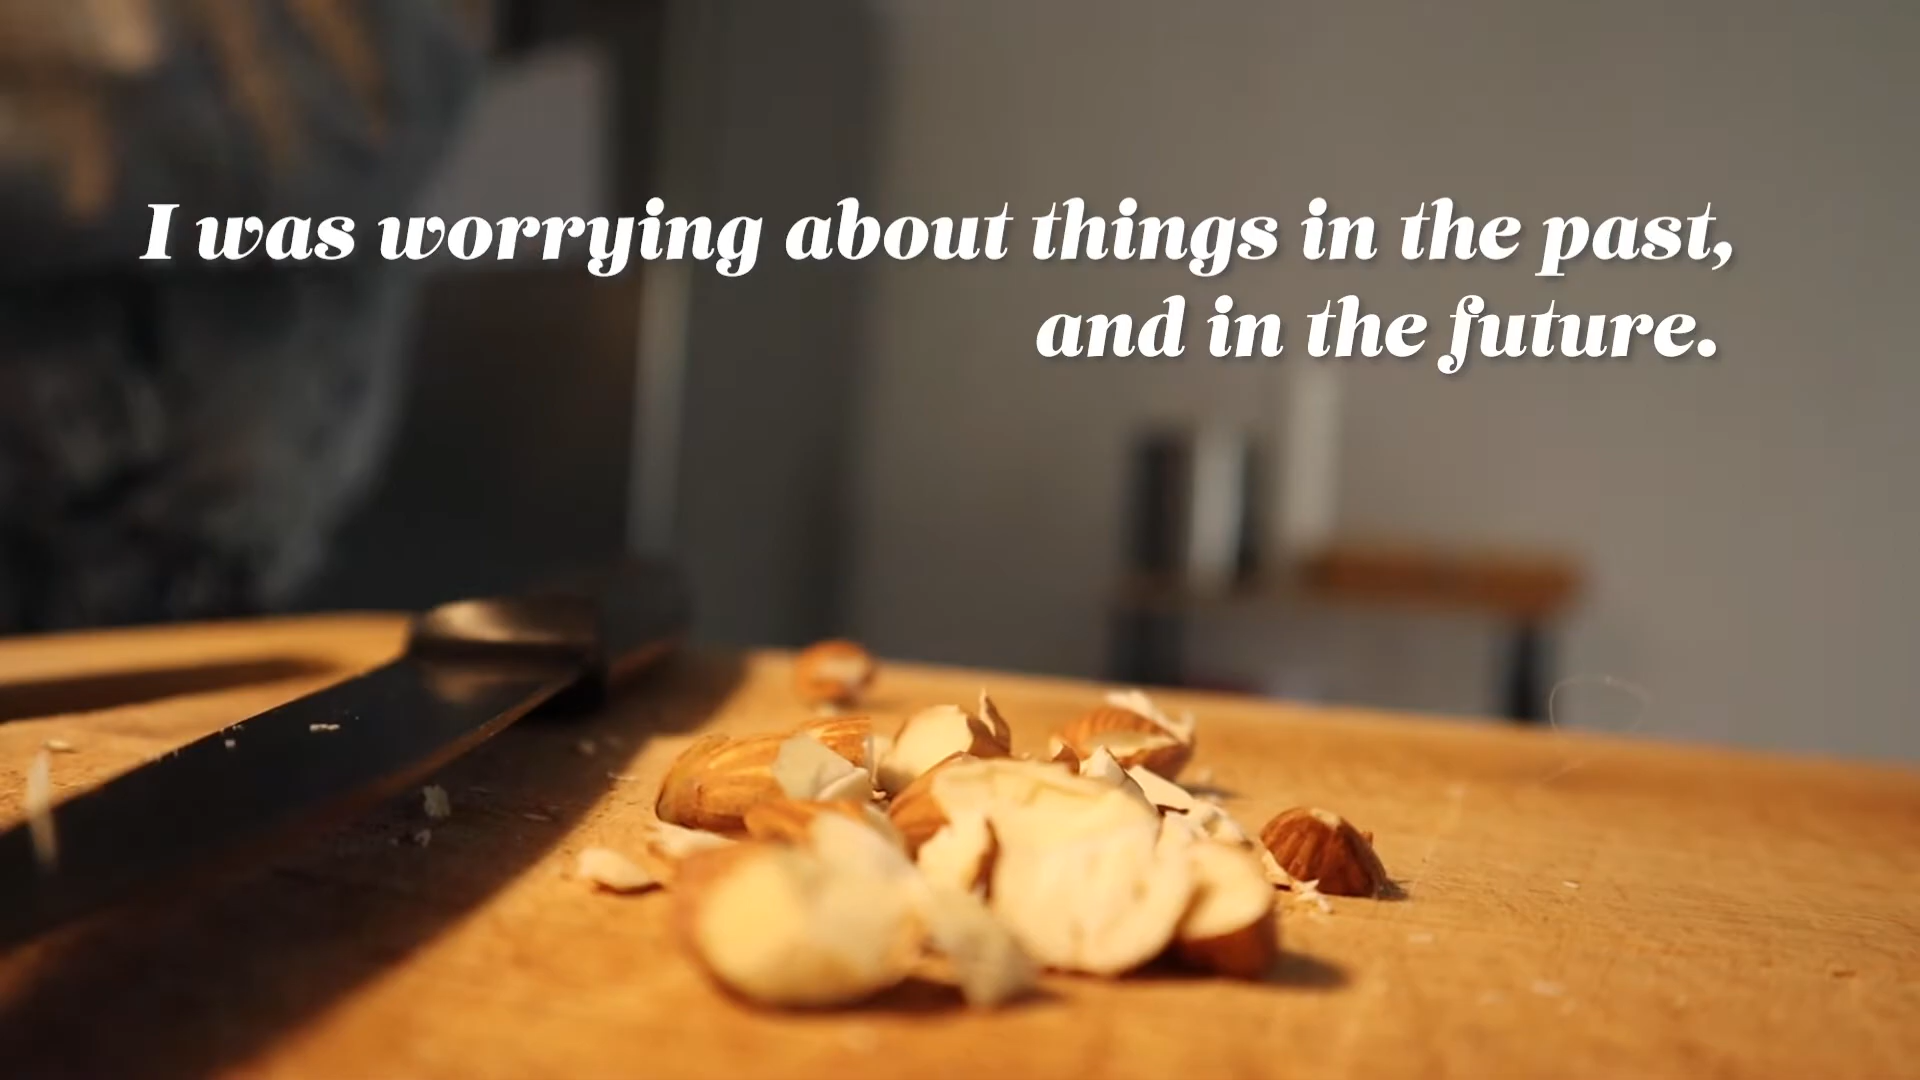 I was worrying about things in the past,
and in the future.